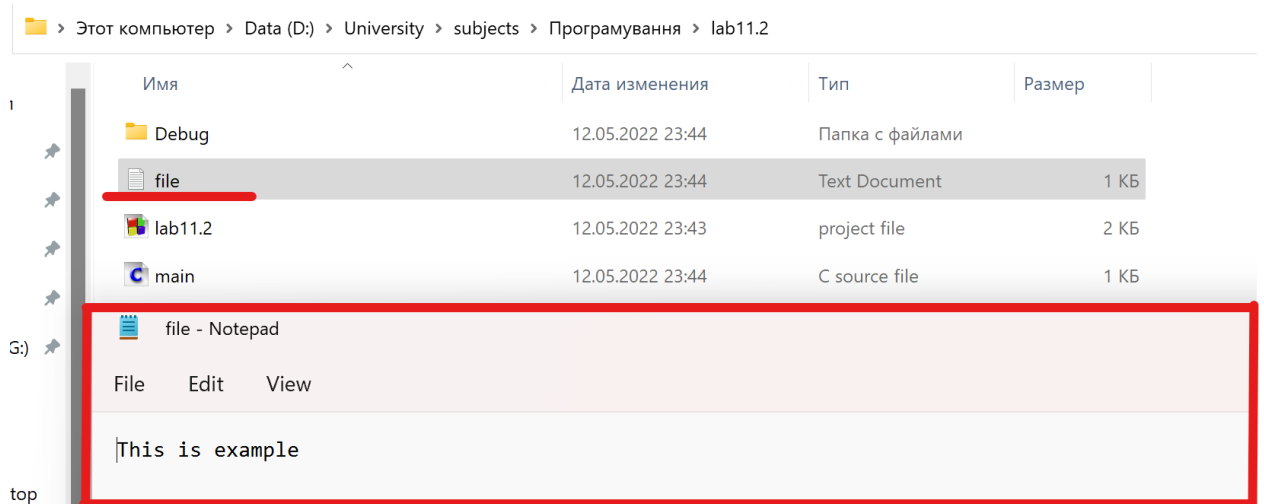 Этот компьютер > Data (D:) > University > subjects > Програмування > lab11.2
Имя Дата изменения Тип Размер
Debug 12.05.2022 23:44 Папка с файлами
file 12.05.2022 23:44 Text Document 1 КБ
lab11.2 12.05.2022 23:43 project file 2 КБ
main 12.05.2022 23:44 C source file 1 КБ
file - Notepad
G:)
File Edit View
This is example
top